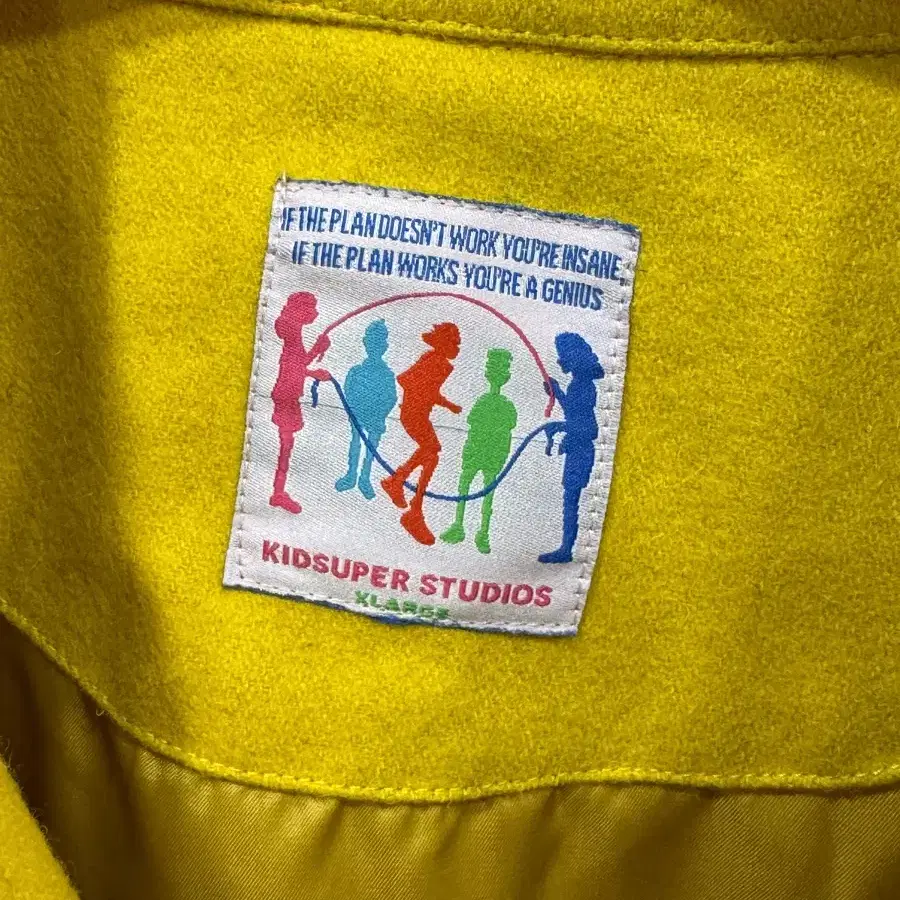 IF THE PLAN DOESN'T WORK YOU'RE INSANE,
IF THE PLAN WORKS YOU'RE A GENIUS
KIDSUPER STUDIOS
XLARGE